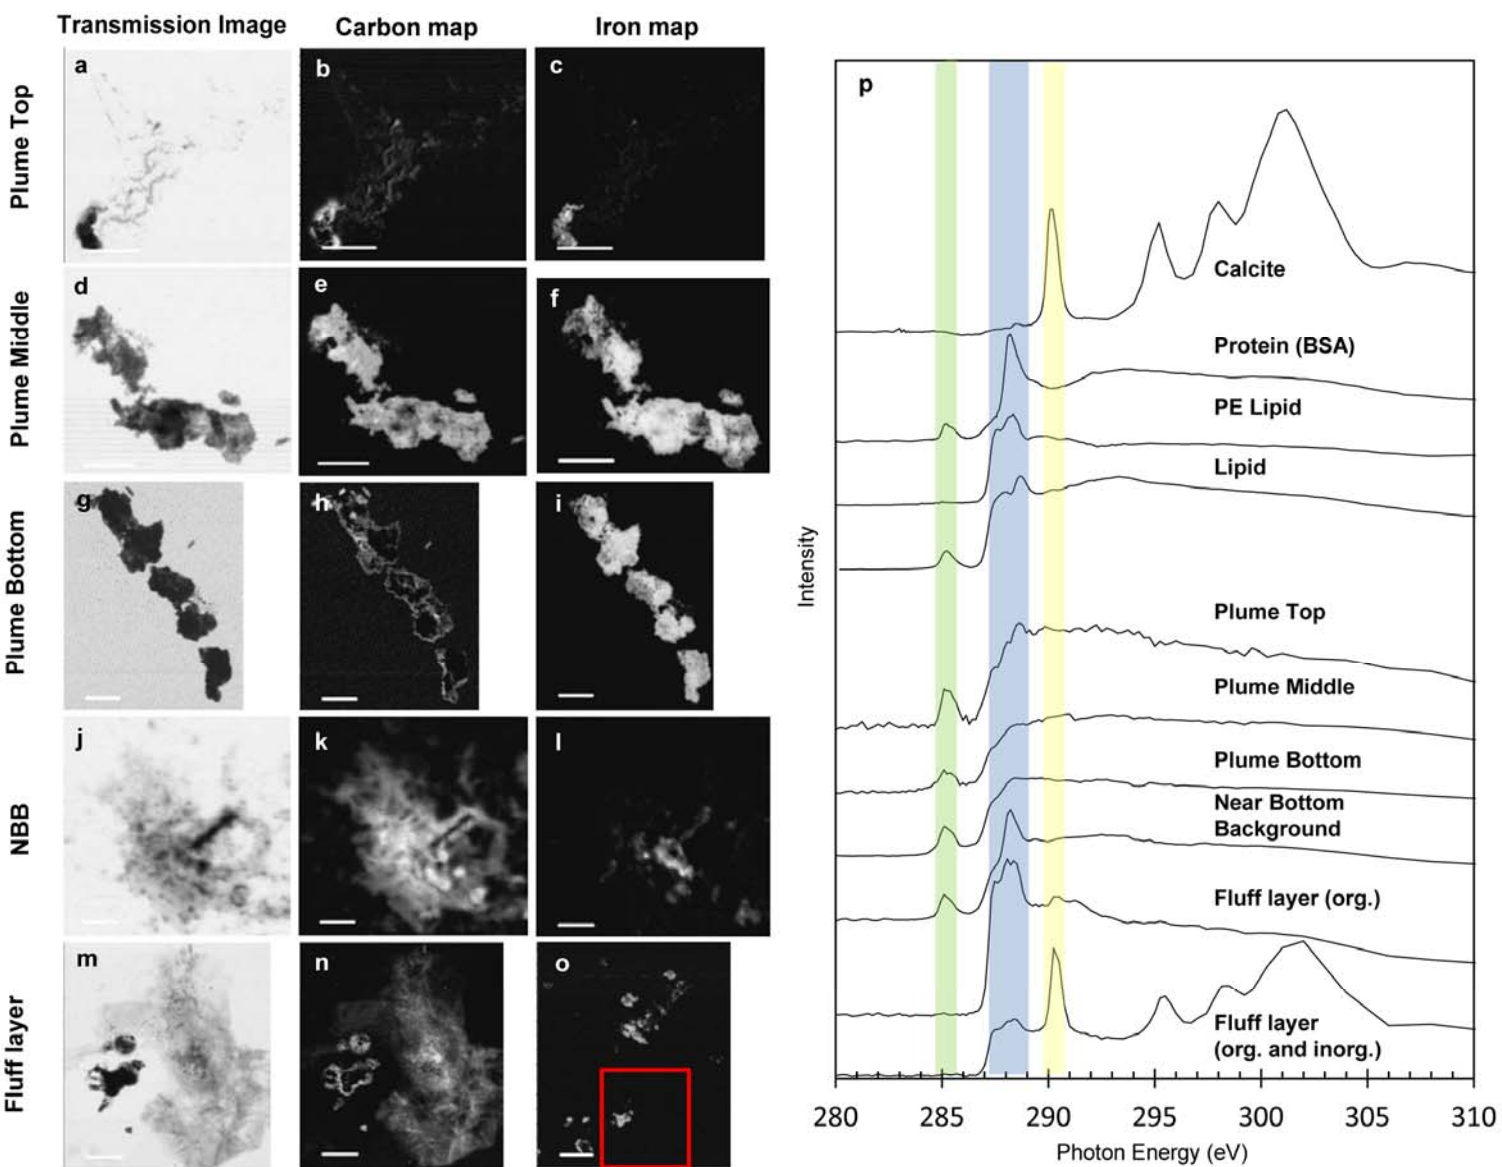 Transmission Image
Carbon map
Iron map
Plume Top
a
b
c
Plume Middle
d
e
f
Plume Bottom
g
h
i
NBB
j
k
l
Fluff layer
m
n
o
p
Calcite
Protein (BSA)
PE Lipid
Lipid
Plume Top
Plume Middle
Plume Bottom
Near Bottom
Background
Fluff layer (org.)
Fluff layer
(org. and inorg.)
Intensity
280 285 290 295 300 305 310
Photon Energy (eV)